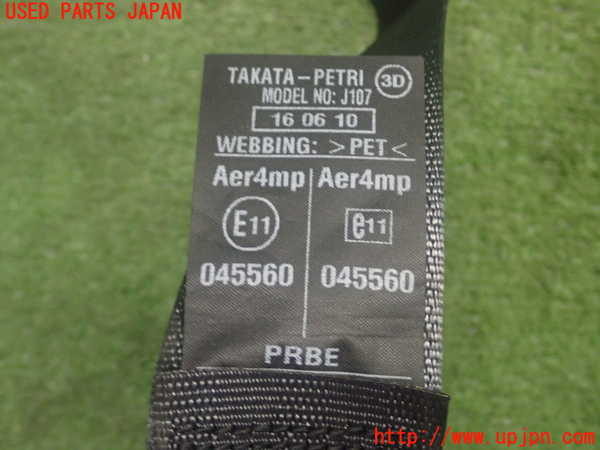 USED PARTS JAPAN
TAKATA-PETRI 3D
MODEL NO: J107
16 06 10
WEBBING: >PET<
Aer4mp Aer4mp
E11 e11
045560 045560
PRBE
http://www.upjpn.com